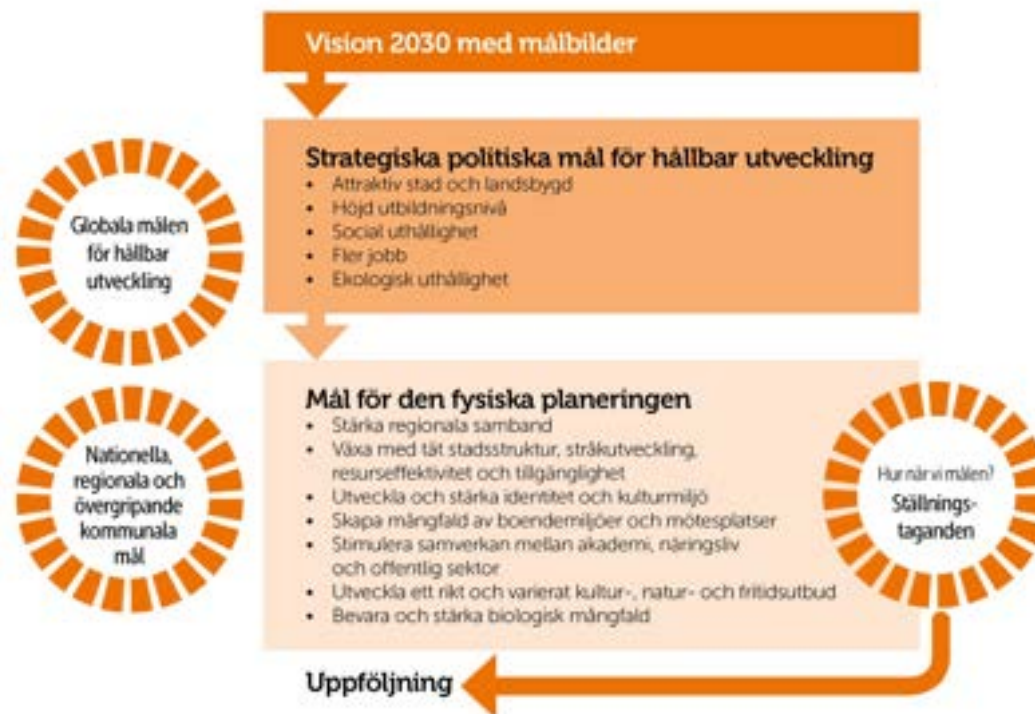 Vision 2030 med målbilder
Strategiska politiska mål för hållbar utveckling
• Attraktiv stad och landsbygd
• Höjd utbildningsnivå
• Social uthållighet
• Fler jobb
• Ekologisk uthållighet
Globala målen
för hållbar
utveckling
Mål för den fysiska planeringen
• Stärka regionala samband
• Växa med tät stadsstruktur, stråkutveckling,
resurseffektivitet och tillgänglighet
• Utveckla och stärka identitet och kulturmiljö
• Skapa mångfald av boendemiljöer och mötesplatser
• Stimulera samverkan mellan akademi, näringsliv
och offentlig sektor
• Utveckla ett rikt och varierat kultur-, natur- och fritidsutbud
• Bevara och stärka biologisk mångfald
Nationella,
regionala och
övergripande
kommunala
mål
Hur når vi målen?
Ställnings-
taganden
Uppföljning